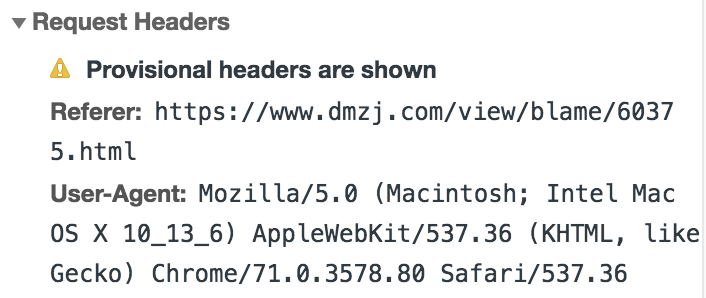 Request Headers
Provisional headers are shown
Referer: https://www.dmzj.com/view/blame/6037
5.html
User-Agent: Mozilla/5.0 (Macintosh; Intel Mac
OS X 10_13_6) AppleWebKit/537.36 (KHTML, like
Gecko) Chrome/71.0.3578.80 Safari/537.36